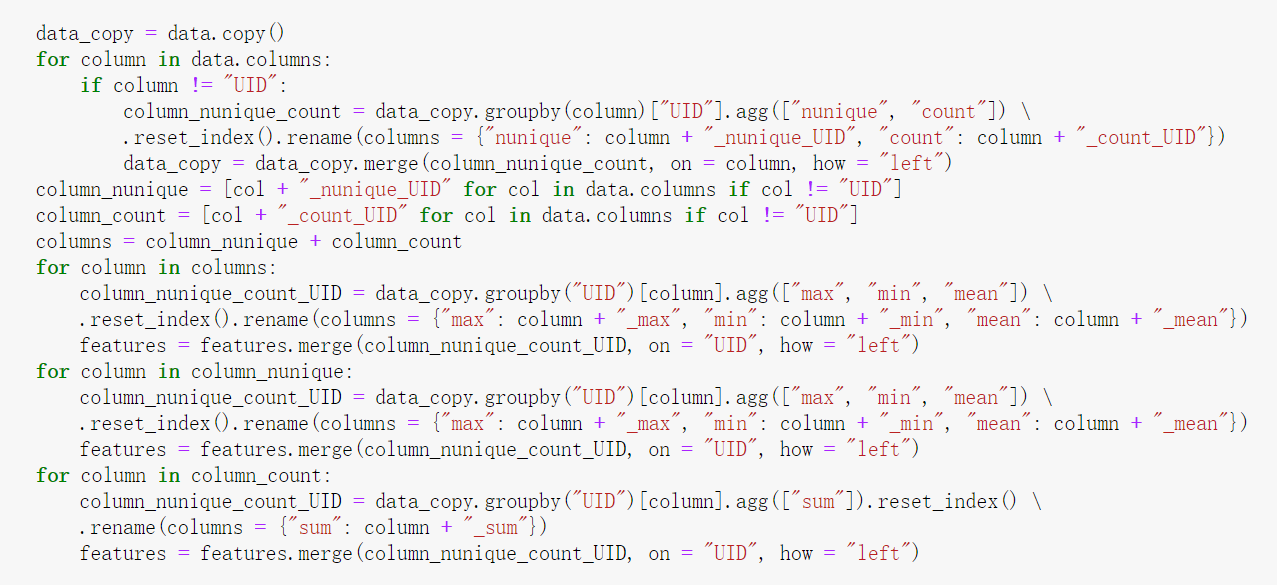 data_copy = data.copy()
for column in data.columns:
    if column != "UID":
        column_nunique_count = data_copy.groupby(column)["UID"].agg(["nunique", "count"]) \
        .reset_index().rename(columns = {"nunique": column + "_nunique_UID", "count": column + "_count_UID"})
        data_copy = data_copy.merge(column_nunique_count, on = column, how = "left")
column_nunique = [col + "_nunique_UID" for col in data.columns if col != "UID"]
column_count = [col + "_count_UID" for col in data.columns if col != "UID"]
columns = column_nunique + column_count
for column in columns:
    column_nunique_count_UID = data_copy.groupby("UID")[column].agg(["max", "min", "mean"]) \
    .reset_index().rename(columns = {"max": column + "_max", "min": column + "_min", "mean": column + "_mean"})
    features = features.merge(column_nunique_count_UID, on = "UID", how = "left")
for column in column_nunique:
    column_nunique_count_UID = data_copy.groupby("UID")[column].agg(["max", "min", "mean"]) \
    .reset_index().rename(columns = {"max": column + "_max", "min": column + "_min", "mean": column + "_mean"})
    features = features.merge(column_nunique_count_UID, on = "UID", how = "left")
for column in column_count:
    column_nunique_count_UID = data_copy.groupby("UID")[column].agg(["sum"]).reset_index() \
    .rename(columns = {"sum": column + "_sum"})
    features = features.merge(column_nunique_count_UID, on = "UID", how = "left")